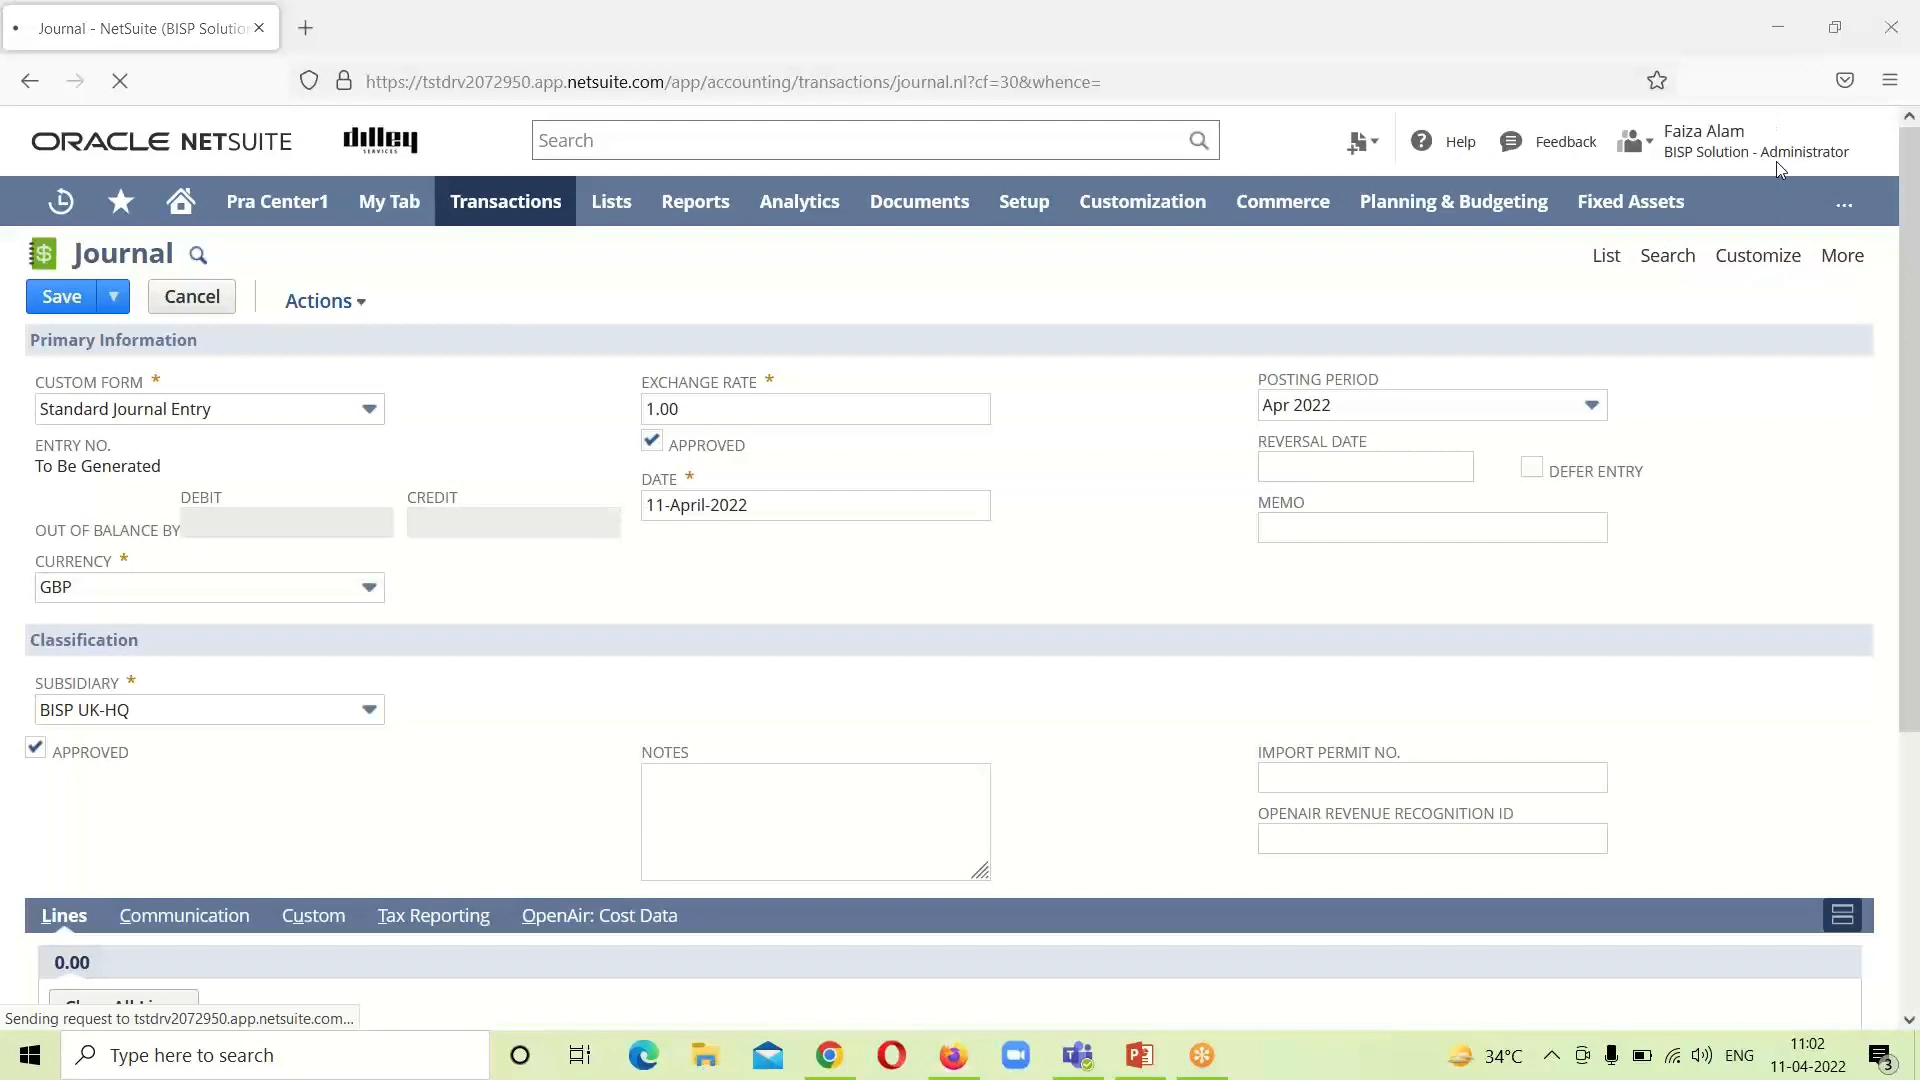 Journal - NetSuite (BISP Solutio
https://tstdrv2072950.app.netsuite.com/app/accounting/transactions/journal.nl?cf=30&whence=
ORACLE NETSUITE
dilley
SERVICES
Search
Help
Feedback
Faiza Alam
BISP Solution - Administrator
Pra Center1 My Tab Transactions Lists Reports Analytics Documents Setup Customization Commerce Planning & Budgeting Fixed Assets ...
Journal
List Search Customize More
Save
Cancel
Actions
Primary Information
CUSTOM FORM *
Standard Journal Entry
ENTRY NO.
To Be Generated
DEBIT
CREDIT
OUT OF BALANCE BY
CURRENCY *
GBP
EXCHANGE RATE *
1.00
APPROVED
DATE *
11-April-2022
POSTING PERIOD
Apr 2022
REVERSAL DATE
DEFER ENTRY
MEMO
Classification
SUBSIDIARY *
BISP UK-HQ
APPROVED
NOTES
IMPORT PERMIT NO.
OPENAIR REVENUE RECOGNITION ID
Lines Communication Custom Tax Reporting OpenAir: Cost Data
0.00
Sending request to tstdrv2072950.app.netsuite.com...
Type here to search
34°C
ENG
11:02
11-04-2022
3